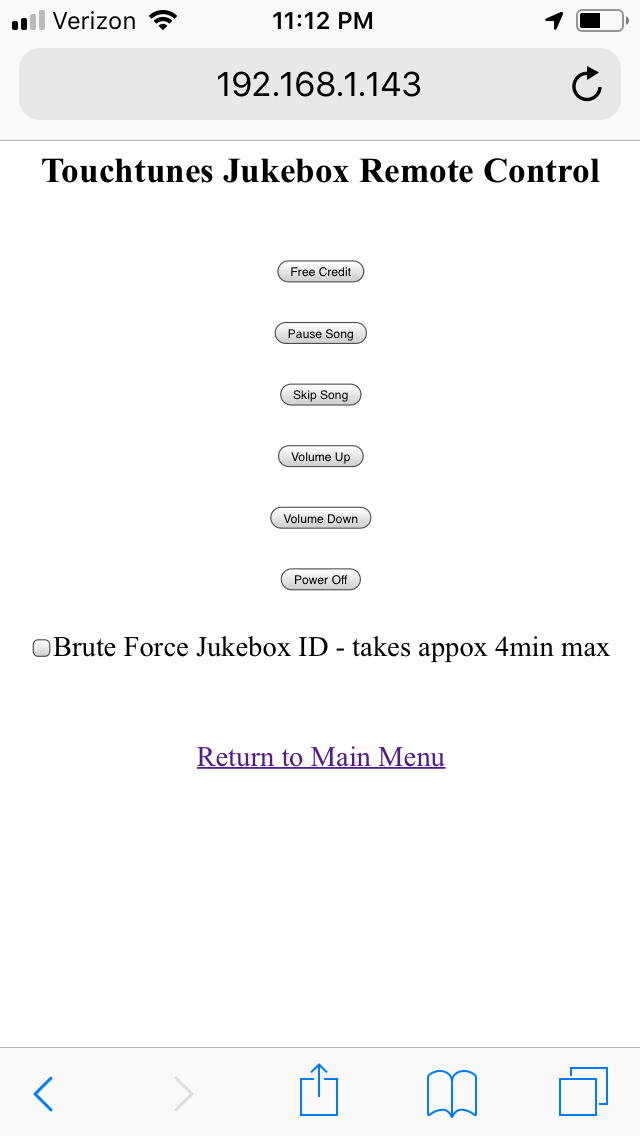 Verizon 11:12 PM
192.168.1.143
Touchtunes Jukebox Remote Control
Free Credit
Pause Song
Skip Song
Volume Up
Volume Down
Power Off
Brute Force Jukebox ID - takes appox 4min max
Return to Main Menu